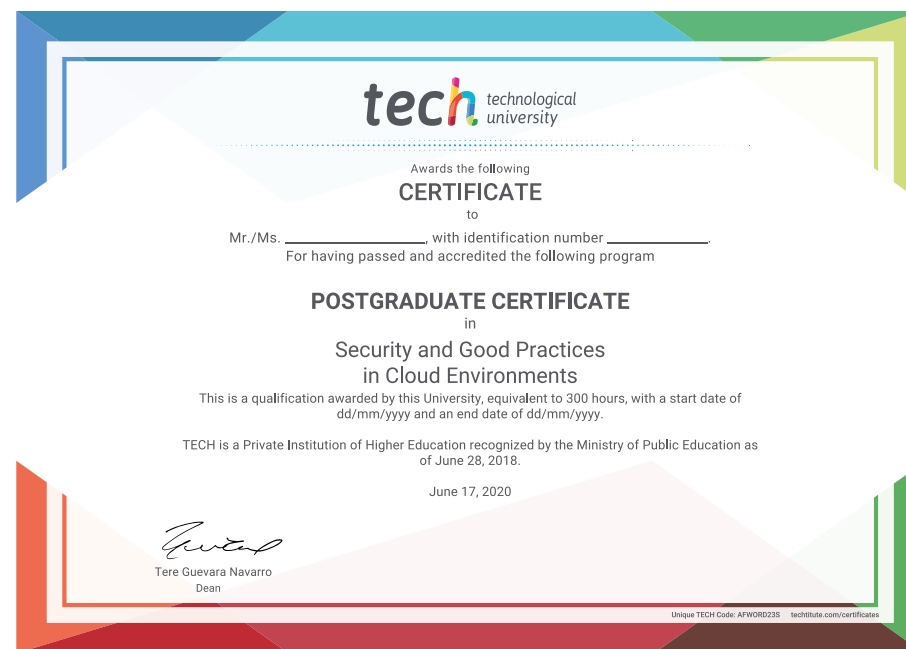 tech technological
university
Awards the following
CERTIFICATE
to
Mr./Ms. ____________________, with identification number ______________.
For having passed and accredited the following program
POSTGRADUATE CERTIFICATE
in
Security and Good Practices
in Cloud Environments
This is a qualification awarded by this University, equivalent to 300 hours, with a start date of
dd/mm/yyyy and an end date of dd/mm/yyyy.
TECH is a Private Institution of Higher Education recognized by the Ministry of Public Education as
of June 28, 2018.
June 17, 2020
Tere Guevara Navarro
Dean
Unique TECH Code: AFWORD23S techtitute.com/certificates